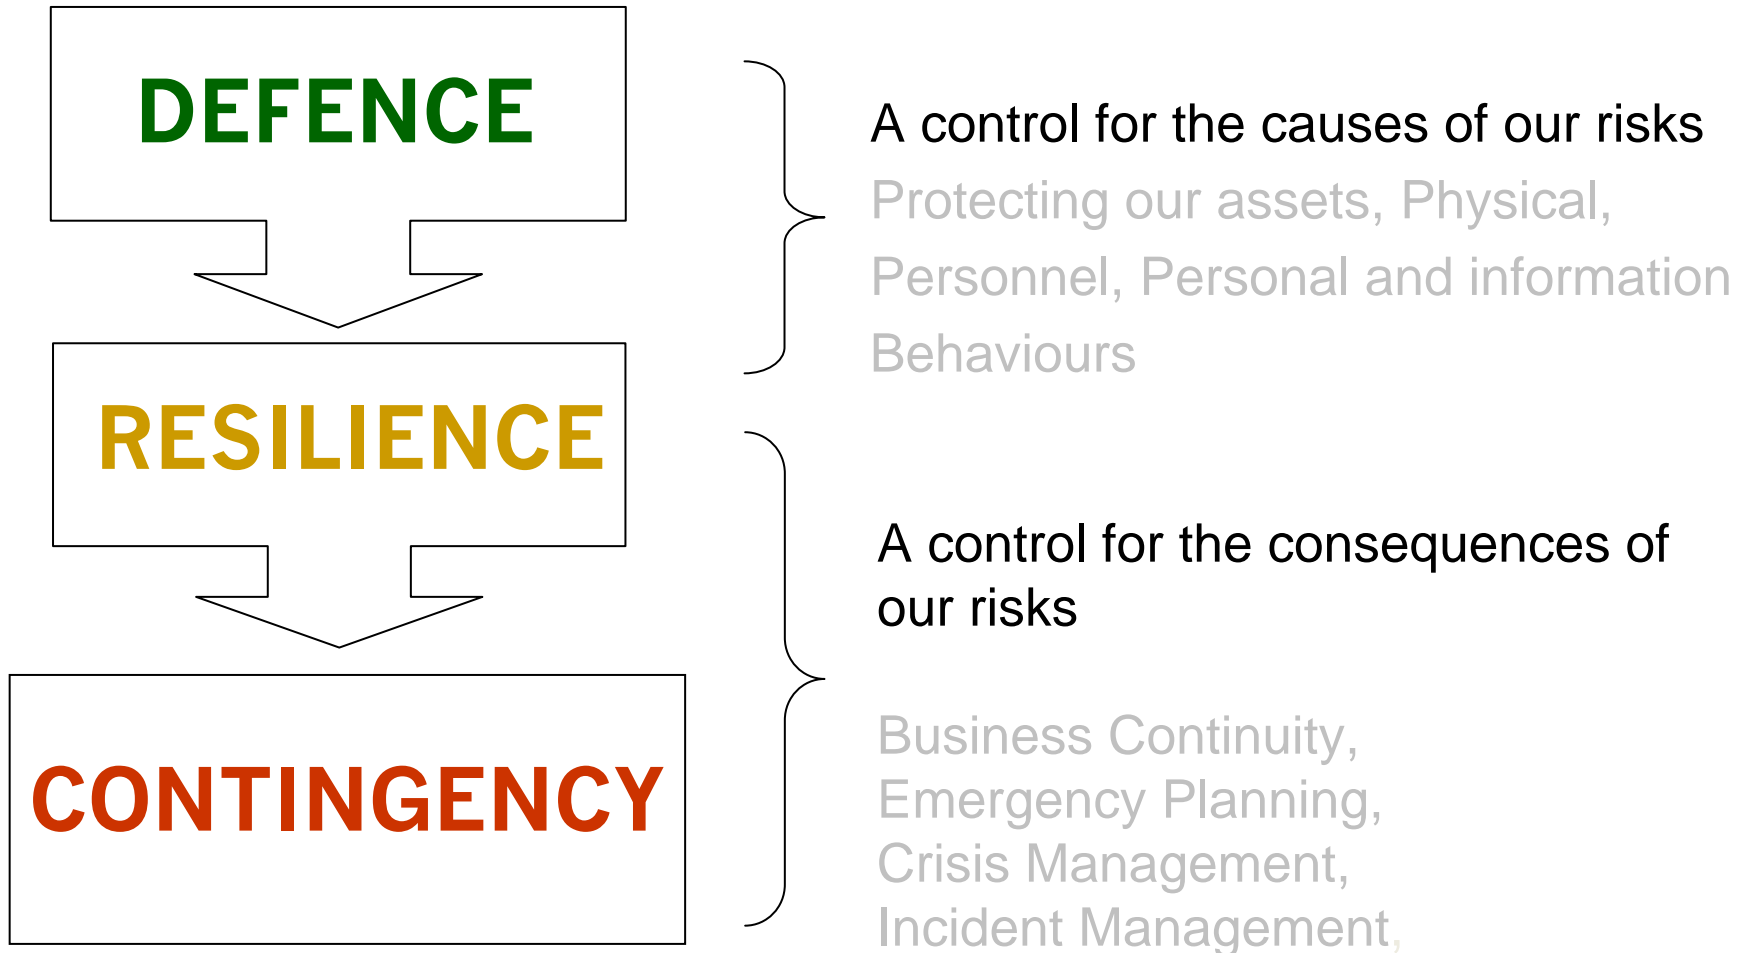 DEFENCE
A control for the causes of our risks
Protecting our assets, Physical,
Personnel, Personal and information
Behaviours
RESILIENCE
A control for the consequences of
our risks
CONTINGENCY
Business Continuity,
Emergency Planning,
Crisis Management,
Incident Management,